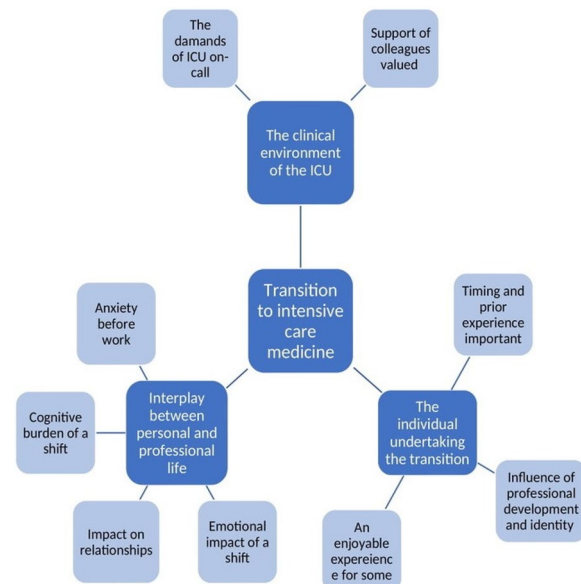 The
damands
of ICU on-
call
Support of
colleagues
valued
The clinical
environment
of the ICU
Transition
to intensive
care
medicine
Timing and
prior
experience
important
Anxiety
before
work
Interplay
between
personal and
professional
life
The
individual
undertaking
the transition
Cognitive
burden of a
shift
Influence of
professional
development
and identity
Impact on
relationships
Emotional
impact of a
shift
An
enjoyable
expereienc
e for some